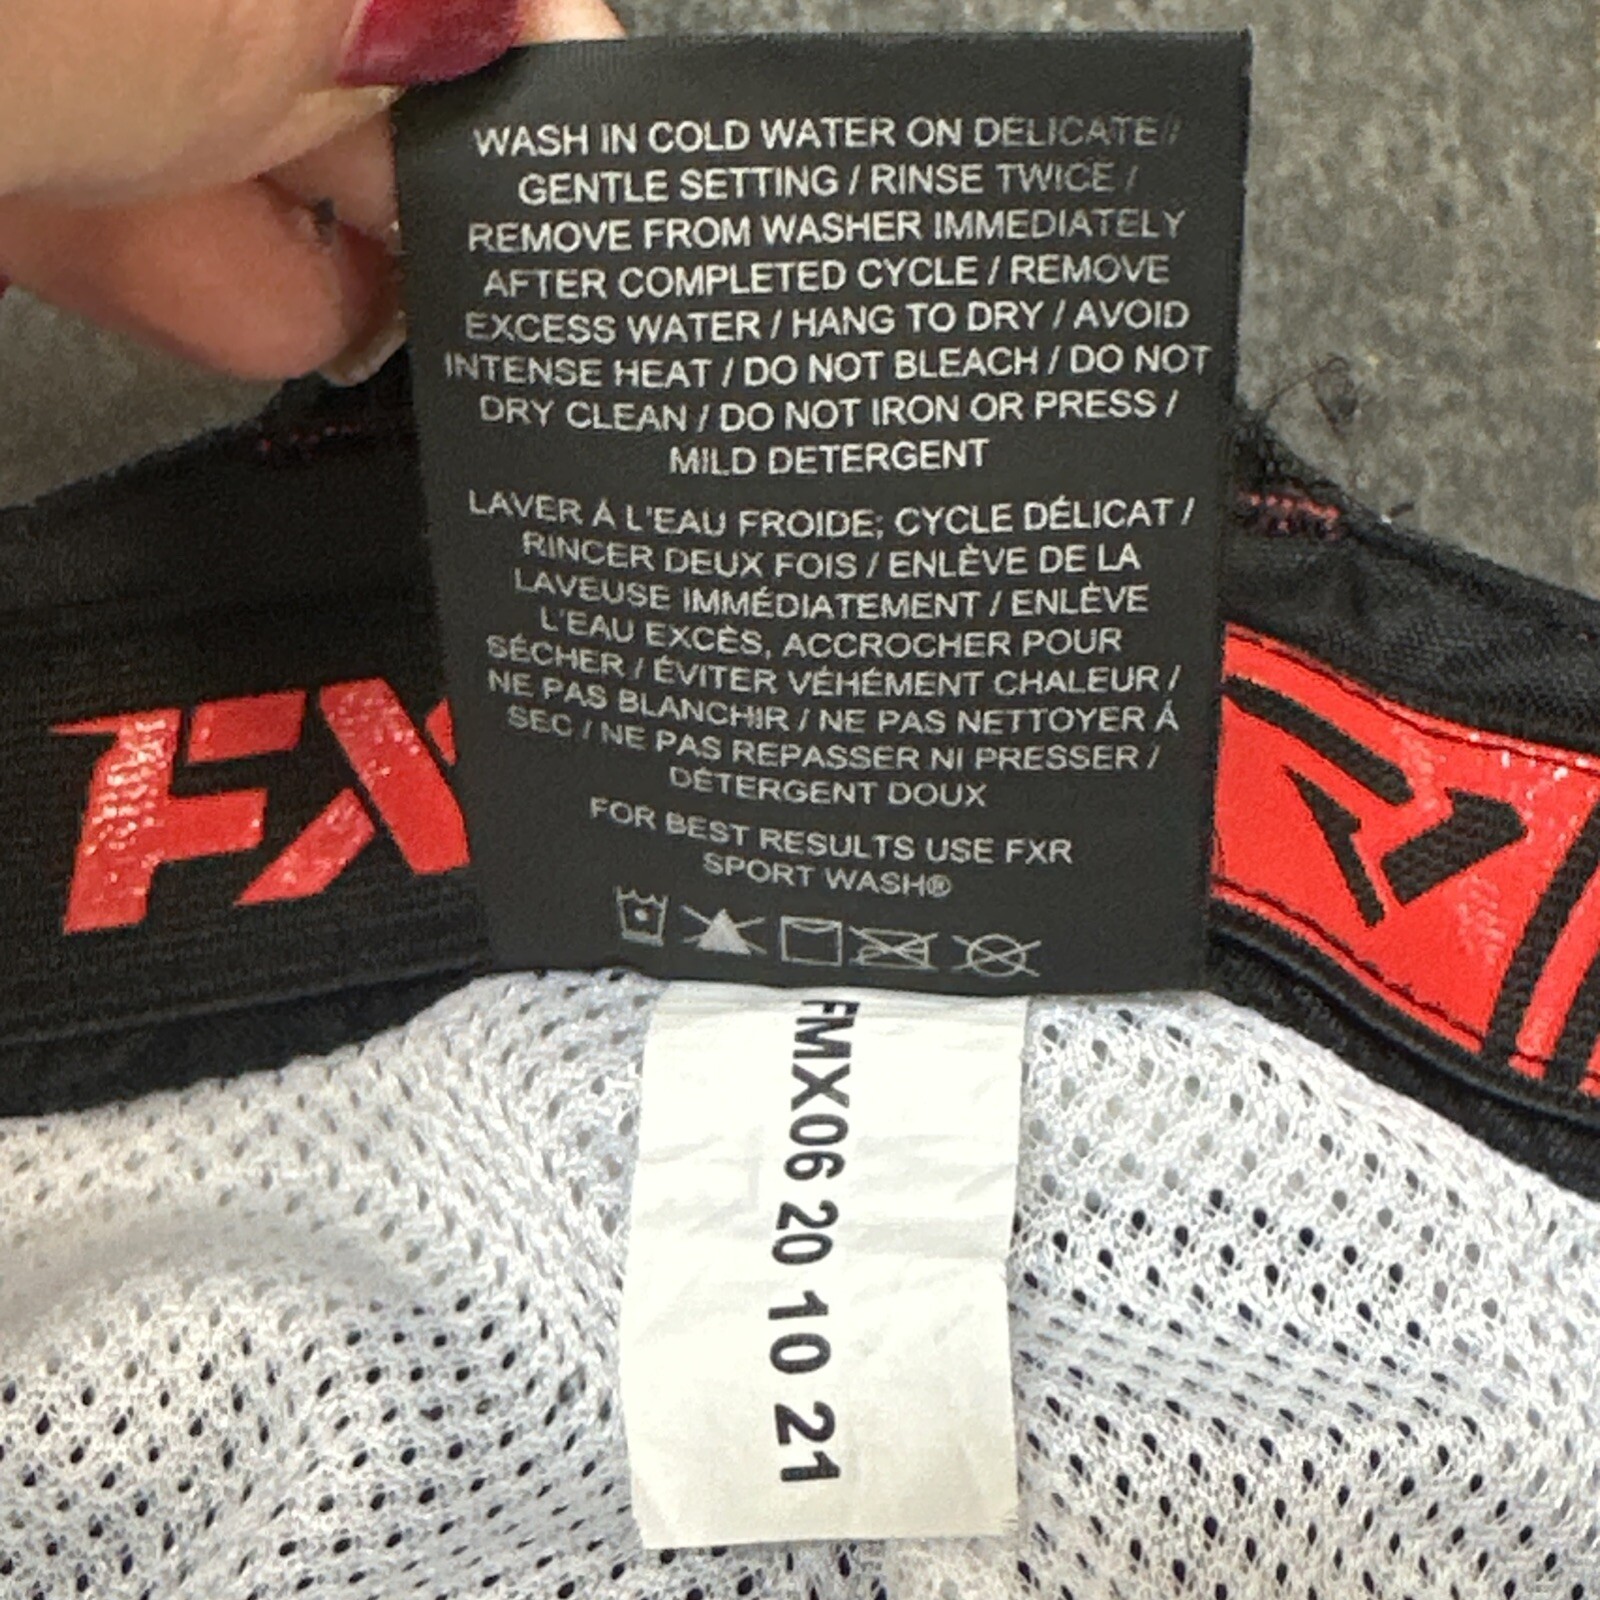 WASH IN COLD WATER ON DELICATE/
GENTLE SETTING / RINSE TWICE /
REMOVE FROM WASHER IMMEDIATELY
AFTER COMPLETED CYCLE / REMOVE
EXCESS WATER / HANG TO DRY / AVOID
INTENSE HEAT / DO NOT BLEACH / DO NOT
DRY CLEAN / DO NOT IRON OR PRESS /
MILD DETERGENT
LAVER Á L'EAU FROIDE; CYCLE DÉLICAT /
RINCER DEUX FOIS / ENLÈVE DE LA
LAVEUSE IMMÉDIATEMENT / ENLÈVE
L'EAU EXCÈS, ACCROCHER POUR
SÉCHER / ÉVITER VÉHÉMENT CHALEUR /
NE PAS BLANCHIR / NE PAS NETTOYER Á
SEC / NE PAS REPASSER NI PRESSER /
DÉTERGENT DOUX
FOR BEST RESULTS USE FXR
SPORT WASH®
FX
FMX06 20 10 21